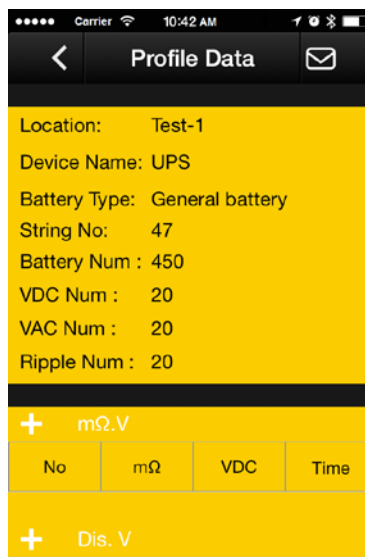 Carrier 10:42 AM
Profile Data
Location: Test-1
Device Name: UPS
Battery Type: General battery
String No: 47
Battery Num : 450
VDC Num : 20
VAC Num : 20
Ripple Num : 20
+ mΩ.V
No mΩ VDC Time
+ Dis. V